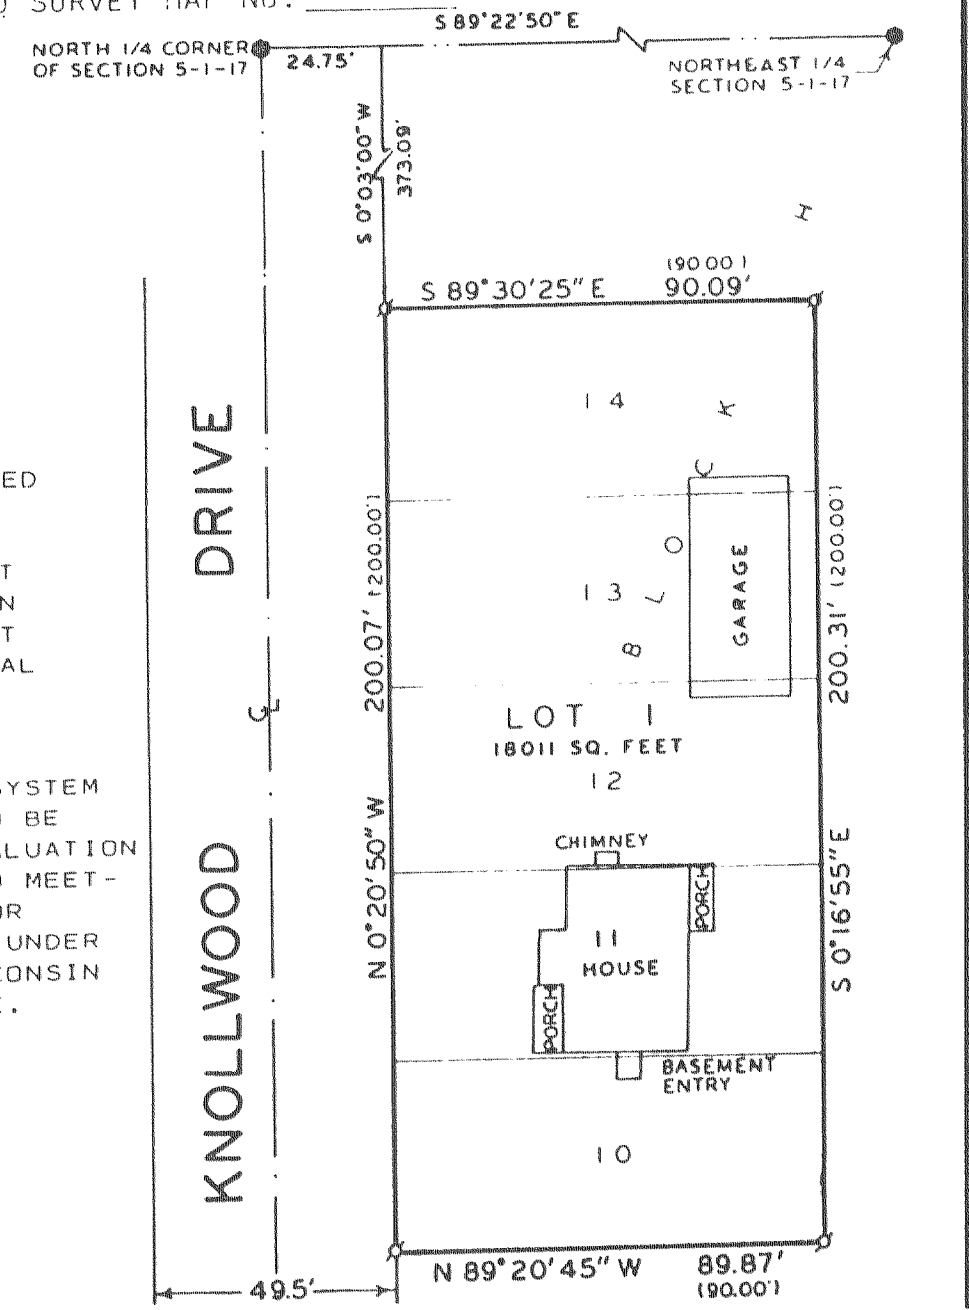 SURVEY MAP NO.
S 89°22'50" E
NORTH 1/4 CORNER
OF SECTION 5-1-17
24.75'
NORTHEAST 1/4
SECTION 5-1-17
S 0°03'00" W
373.09'
H
(90 00)
S 89°30'25" E 90.09'
14
K
C
O
L
B
DRIVE
ED
T
N
T
AL
200.07' (200.00')
13
GARAGE
200.31' (200.00')
CL
LOT 1
18011 SQ. FEET
12
SYSTEM
BE
ALUATION
MEET-
OR
UNDER
CONSIN
N 0°20'50" W
CHIMNEY
PORCH
11
HOUSE
PORCH
S 0°16'55" E
KNOLLWOOD
BASEMENT
ENTRY
10
N 89°20'45" W 89.87'
(90.00')
49.5'